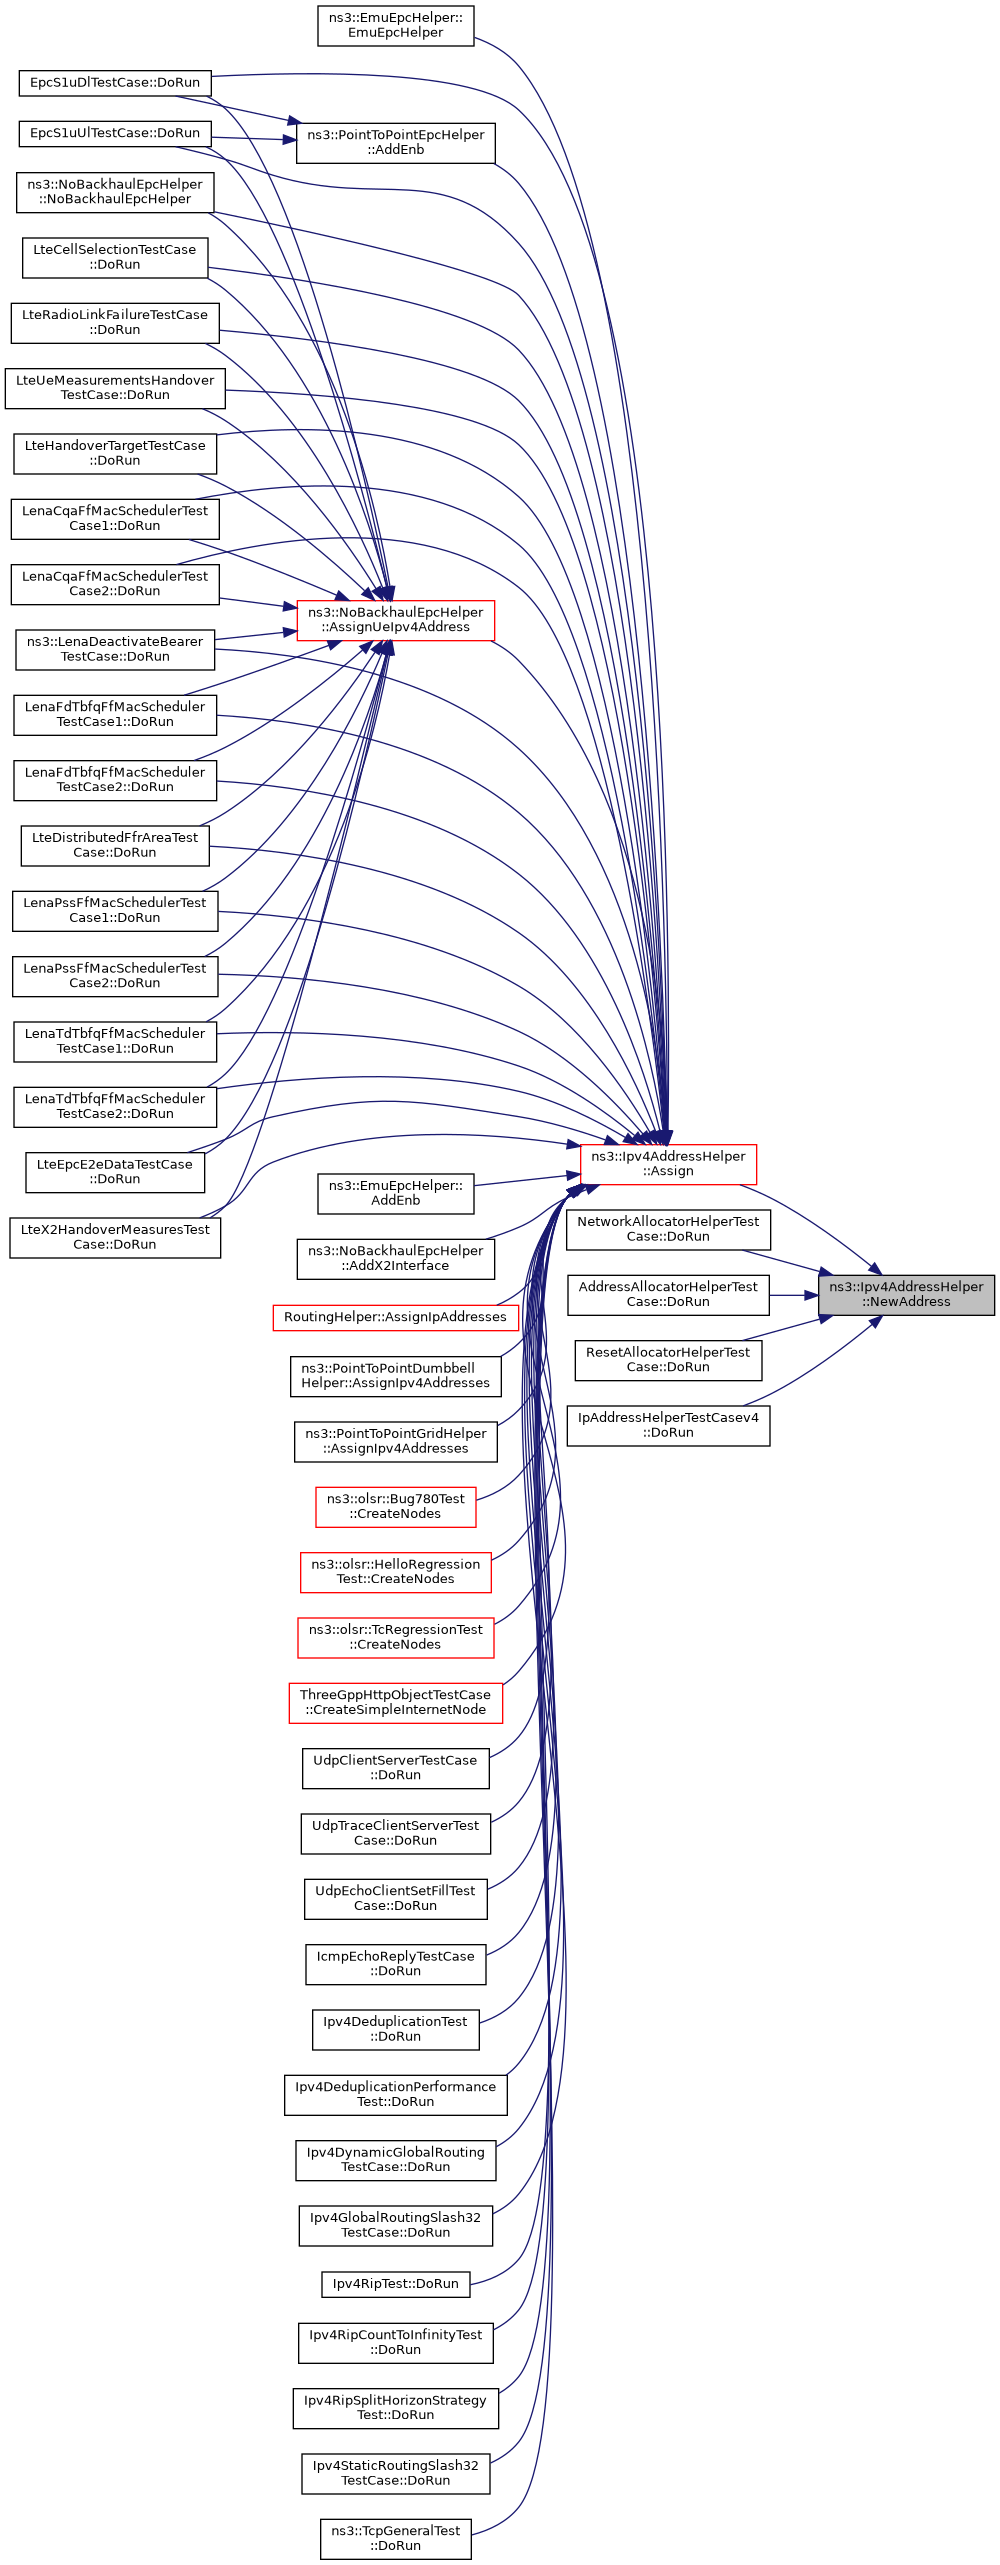 ns3::EmuEpcHelper::
EmuEpcHelper
EpcS1uDlTestCase::DoRun
EpcS1uUlTestCase::DoRun
ns3::PointToPointEpcHelper
::AddEnb
ns3::NoBackhaulEpcHelper
::NoBackhaulEpcHelper
LteCellSelectionTestCase
::DoRun
LteRadioLinkFailureTestCase
::DoRun
LteUeMeasurementsHandover
TestCase::DoRun
LteHandoverTargetTestCase
::DoRun
LenaCqaFfMacSchedulerTest
Case1::DoRun
LenaCqaFfMacSchedulerTest
Case2::DoRun
ns3::NoBackhaulEpcHelper
::AssignUeIpv4Address
ns3::LenaDeactivateBearer
TestCase::DoRun
LenaFdTbfqFfMacScheduler
TestCase1::DoRun
LenaFdTbfqFfMacScheduler
TestCase2::DoRun
LteDistributedFfrAreaTest
Case::DoRun
LenaPssFfMacSchedulerTest
Case1::DoRun
LenaPssFfMacSchedulerTest
Case2::DoRun
LenaTdTbfqFfMacScheduler
TestCase1::DoRun
LenaTdTbfqFfMacScheduler
TestCase2::DoRun
LteEpcE2eDataTestCase
::DoRun
LteX2HandoverMeasuresTest
Case::DoRun
ns3::Ipv4AddressHelper
::Assign
ns3::EmuEpcHelper::
AddEnb
ns3::NoBackhaulEpcHelper
::AddX2Interface
NetworkAllocatorHelperTest
Case::DoRun
AddressAllocatorHelperTest
Case::DoRun
ns3::Ipv4AddressHelper
::NewAddress
ResetAllocatorHelperTest
Case::DoRun
IpAddressHelperTestCasev4
::DoRun
RoutingHelper::AssignIpAddresses
ns3::PointToPointDumbbell
Helper::AssignIpv4Addresses
ns3::PointToPointGridHelper
::AssignIpv4Addresses
ns3::olsr::Bug780Test
::CreateNodes
ns3::olsr::HelloRegression
Test::CreateNodes
ns3::olsr::TcRegressionTest
::CreateNodes
ThreeGppHttpObjectTestCase
::CreateSimpleInternetNode
UdpClientServerTestCase
::DoRun
UdpTraceClientServerTest
Case::DoRun
UdpEchoClientSetFillTest
Case::DoRun
IcmpEchoReplyTestCase
::DoRun
Ipv4DeduplicationTest
::DoRun
Ipv4DeduplicationPerformance
Test::DoRun
Ipv4DynamicGlobalRouting
TestCase::DoRun
Ipv4GlobalRoutingSlash32
TestCase::DoRun
Ipv4RipTest::DoRun
Ipv4RipCountToInfinityTest
::DoRun
Ipv4RipSplitHorizonStrategy
Test::DoRun
Ipv4StaticRoutingSlash32
TestCase::DoRun
ns3::TcpGeneralTest
::DoRun